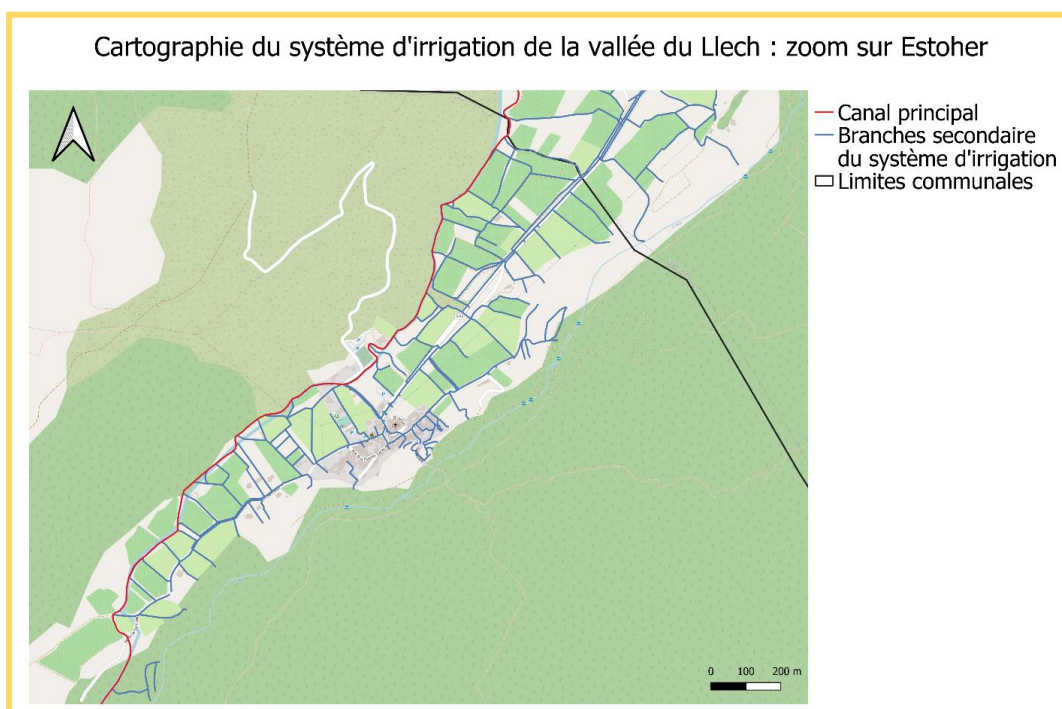 Cartographie du système d'irrigation de la vallée du Llech : zoom sur Estoher
Canal principal
Branches secondaire
du système d'irrigation
Limites communales
0 100 200 m